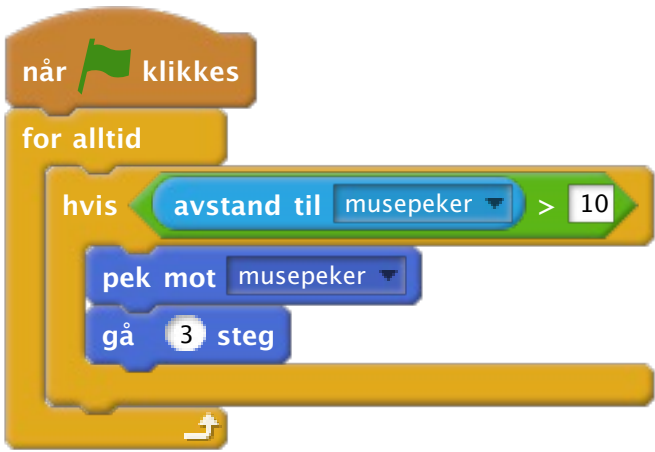 når klikkes
for alltid
hvis avstand til musepeker > 10
pek mot musepeker
gå 3 steg